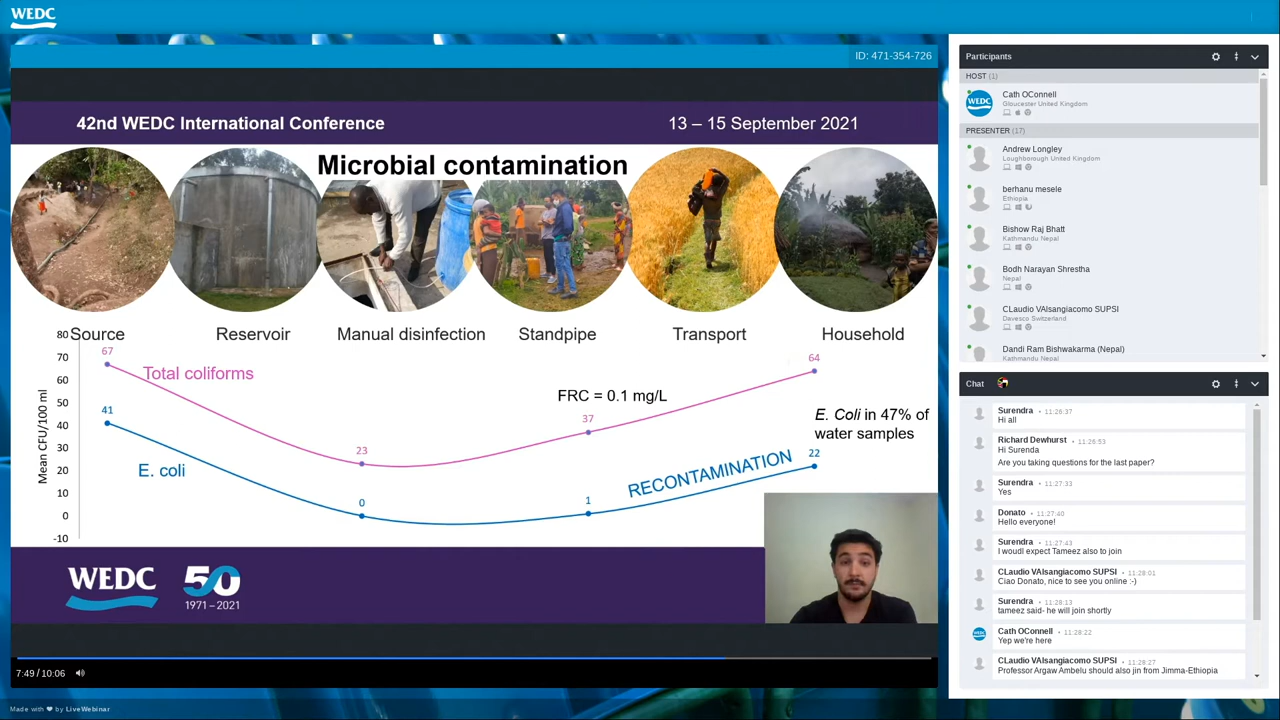 WEDC
ID: 471-354-726
42nd WEDC International Conference
13 – 15 September 2021
Microbial contamination
Source
Reservoir
Manual disinfection
Standpipe
Transport
Household
Mean CFU/100 ml
80
70
60
50
40
30
20
10
0
-10
67
Total coliforms
23
FRC = 0.1 mg/L
37
64
41
E. coli
0
1
RECONTAMINATION
22
E. Coli in 47% of
water samples
WEDC
50
1971 – 2021
7:49 / 10:06
Made with ❤ by LiveWebinar
Participants
HOST (1)
WEDC
Cath OConnell
Gloucester United Kingdom
PRESENTER (17)
Andrew Longley
Loughborough United Kingdom
berhanu mesele
Ethiopia
Bishow Raj Bhatt
Kathmandu Nepal
Bodh Narayan Shrestha
Nepal
CLaudio VAlsangiacomo SUPSI
Davesco Switzerland
Dandi Ram Bishwakarma (Nepal)
Kathmandu Nepal
Chat
Surendra • 11:26:37
Hi all
Richard Dewhurst • 11:26:53
Hi Surenda
Are you taking questions for the last paper?
Surendra • 11:27:33
Yes
Donato • 11:27:40
Hello everyone!
Surendra • 11:27:43
I woudl expect Tameez also to join
CLaudio VAlsangiacomo SUPSI • 11:28:01
Ciao Donato, nice to see you online :-)
Surendra • 11:28:13
tameez said- he will join shortly
WEDC
Cath OConnell • 11:28:22
Yep we're here
CLaudio VAlsangiacomo SUPSI • 11:28:27
Professor Argaw Ambelu should also jin from Jimma-Ethiopia